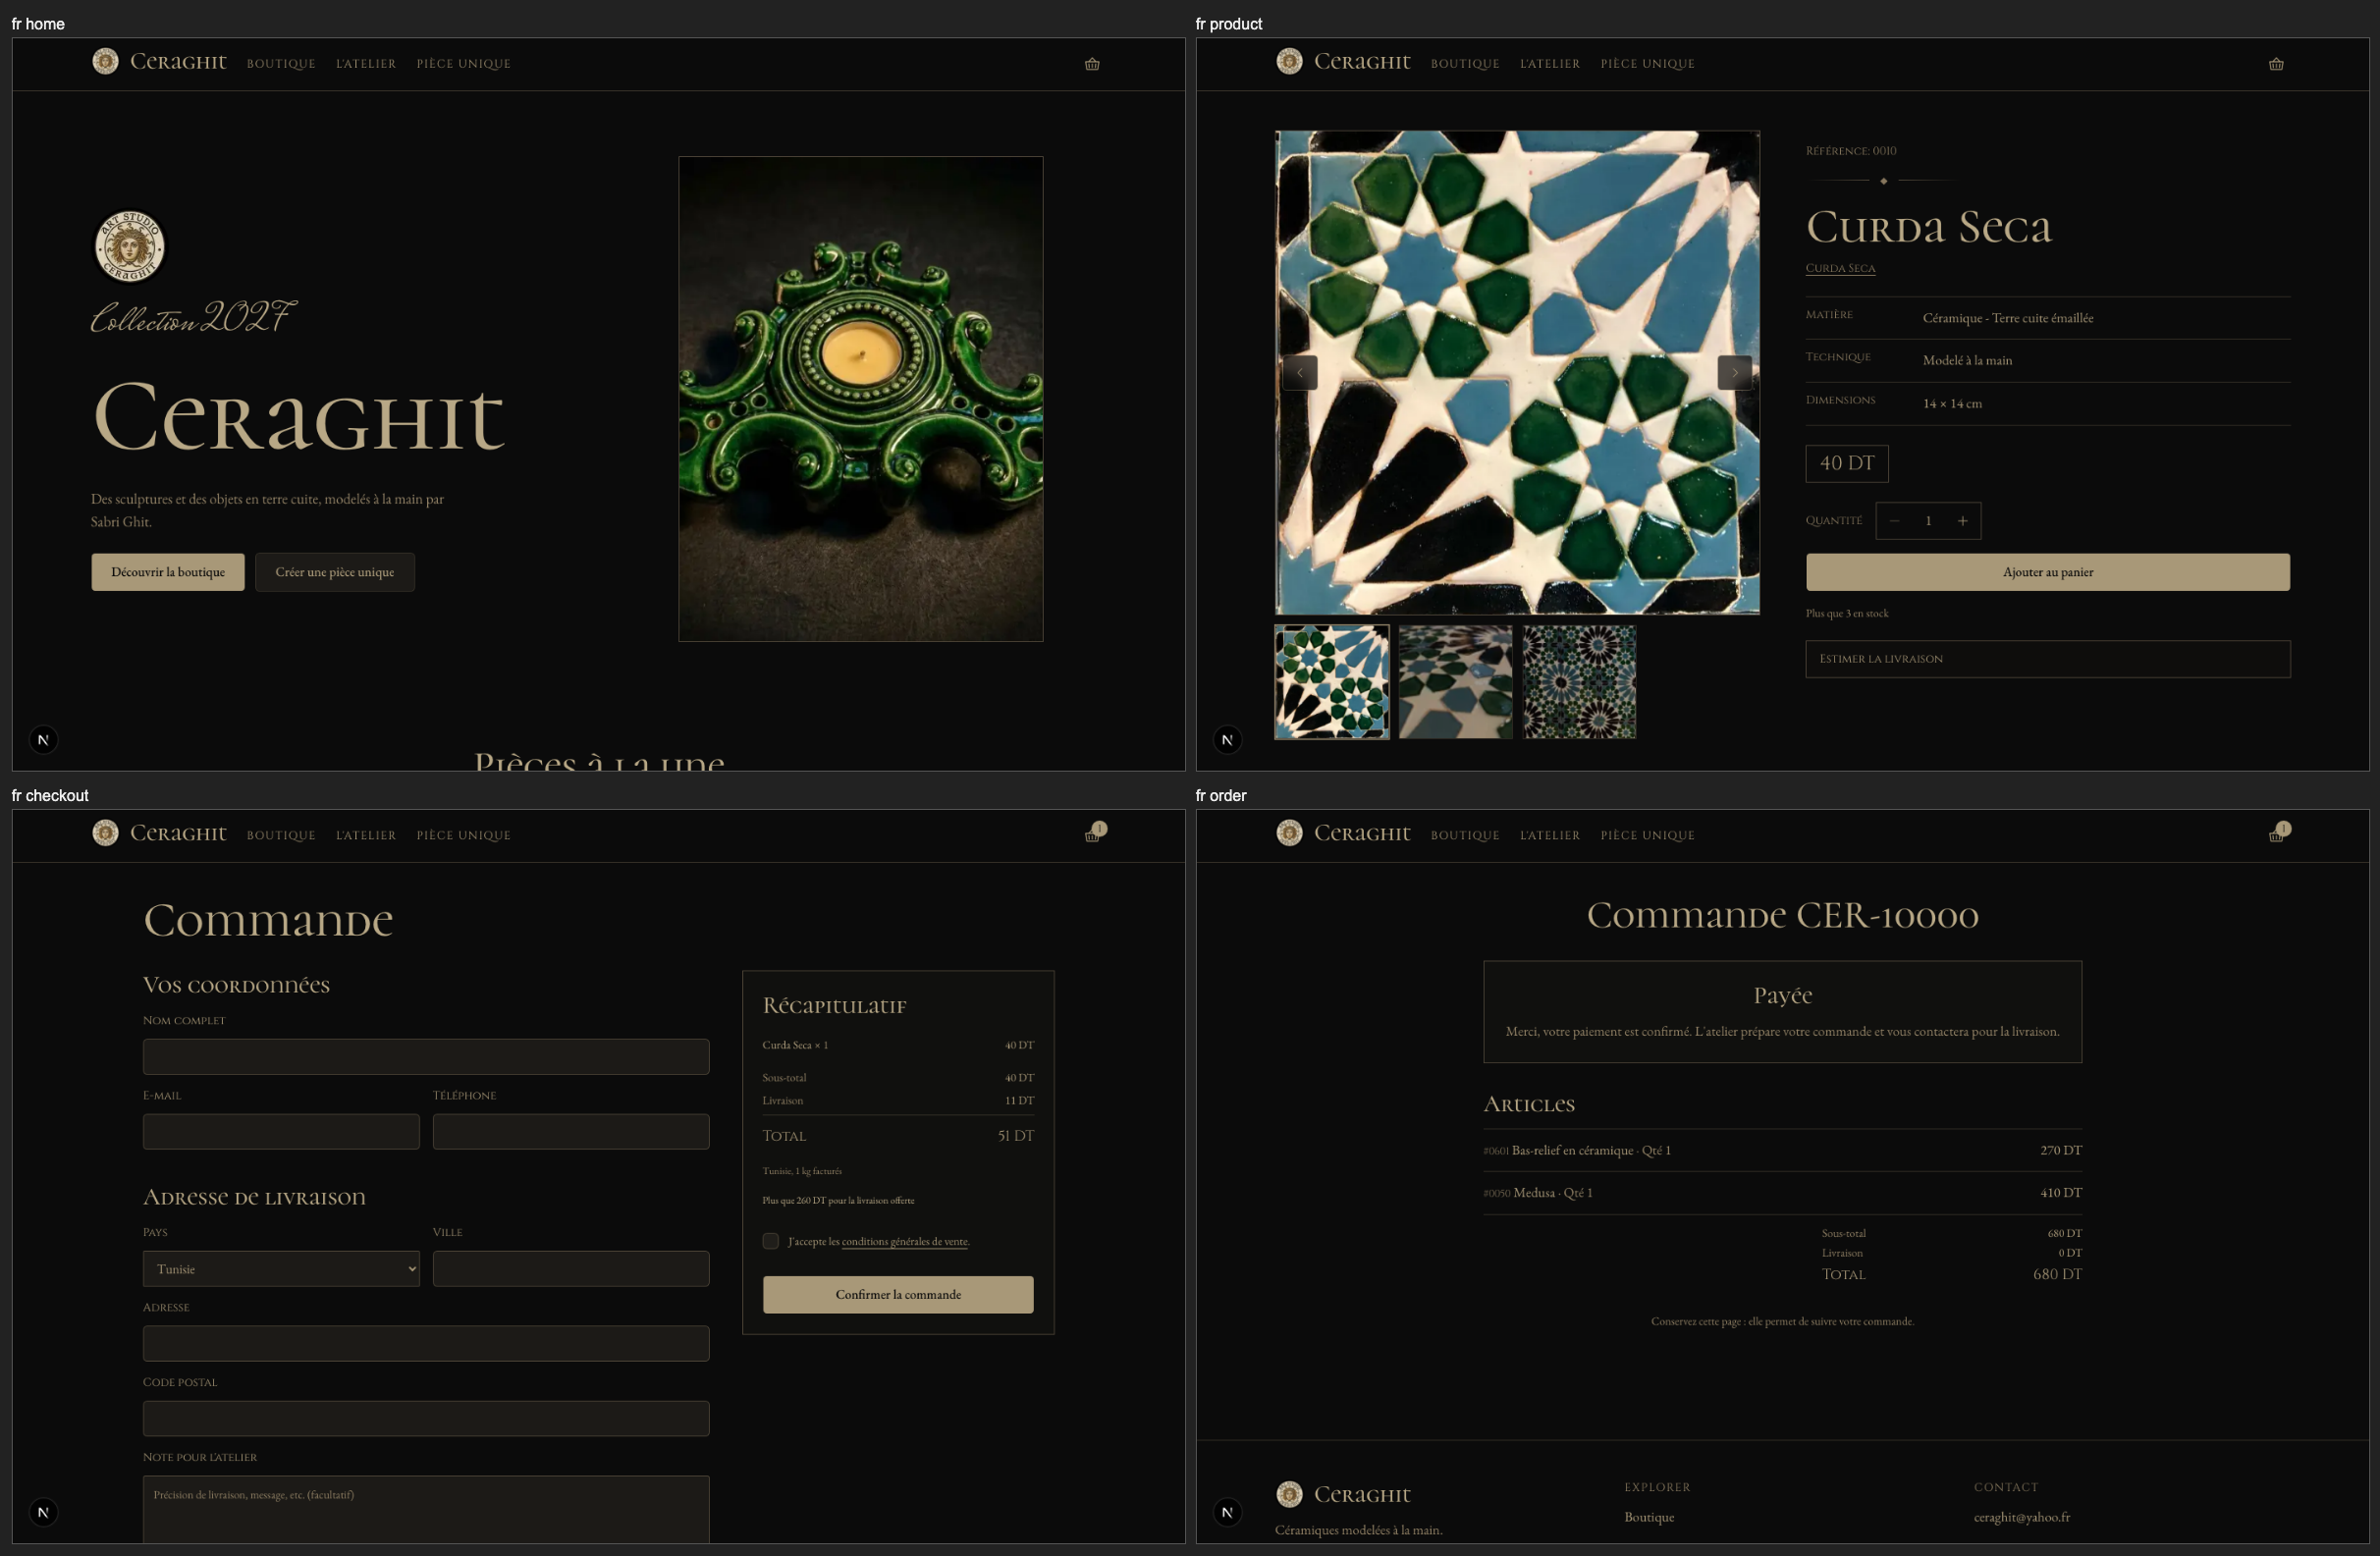 fr home
Ceraghit BOUTIQUE L'ATELIER PIÈCE UNIQUE
ART STUDIO
CERAGHIT
Collection 2027
Ceraghit
Des sculptures et des objets en terre cuite, modelés à la main par
Sabri Ghit.
Découvrir la boutique
Créer une pièce unique
Pièces à la une
N
fr product
Ceraghit BOUTIQUE L'ATELIER PIÈCE UNIQUE
Référence: 0010
Curda Seca
Curda Seca
Matière Céramique - Terre cuite émaillée
Technique Modelé à la main
Dimensions 14 × 14 cm
40 DT
Quantité − 1 +
Ajouter au panier
Plus que 3 en stock
Estimer la livraison
N
fr checkout
Ceraghit BOUTIQUE L'ATELIER PIÈCE UNIQUE 1
Commande
Vos coordonnées
Nom complet
E-mail Téléphone
Adresse de livraison
Pays Ville
Tunisie
Adresse
Code postal
Note pour l'atelier
Précision de livraison, message, etc. (facultatif)
Récapitulatif
Curda Seca × 1 40 DT
Sous-total 40 DT
Livraison 11 DT
Total 51 DT
Tunisie, 1 kg facturés
Plus que 260 DT pour la livraison offerte
J'accepte les conditions générales de vente.
Confirmer la commande
N
fr order
Ceraghit BOUTIQUE L'ATELIER PIÈCE UNIQUE 1
Commande CER-10000
Payée
Merci, votre paiement est confirmé. L'atelier prépare votre commande et vous contactera pour la livraison.
Articles
#0601 Bas-relief en céramique · Qté 1 270 DT
#0050 Medusa · Qté 1 410 DT
Sous-total 680 DT
Livraison 0 DT
Total 680 DT
Conservez cette page : elle permet de suivre votre commande.
Ceraghit
Céramiques modelées à la main.
EXPLORER
Boutique
CONTACT
ceraghit@yahoo.fr
N